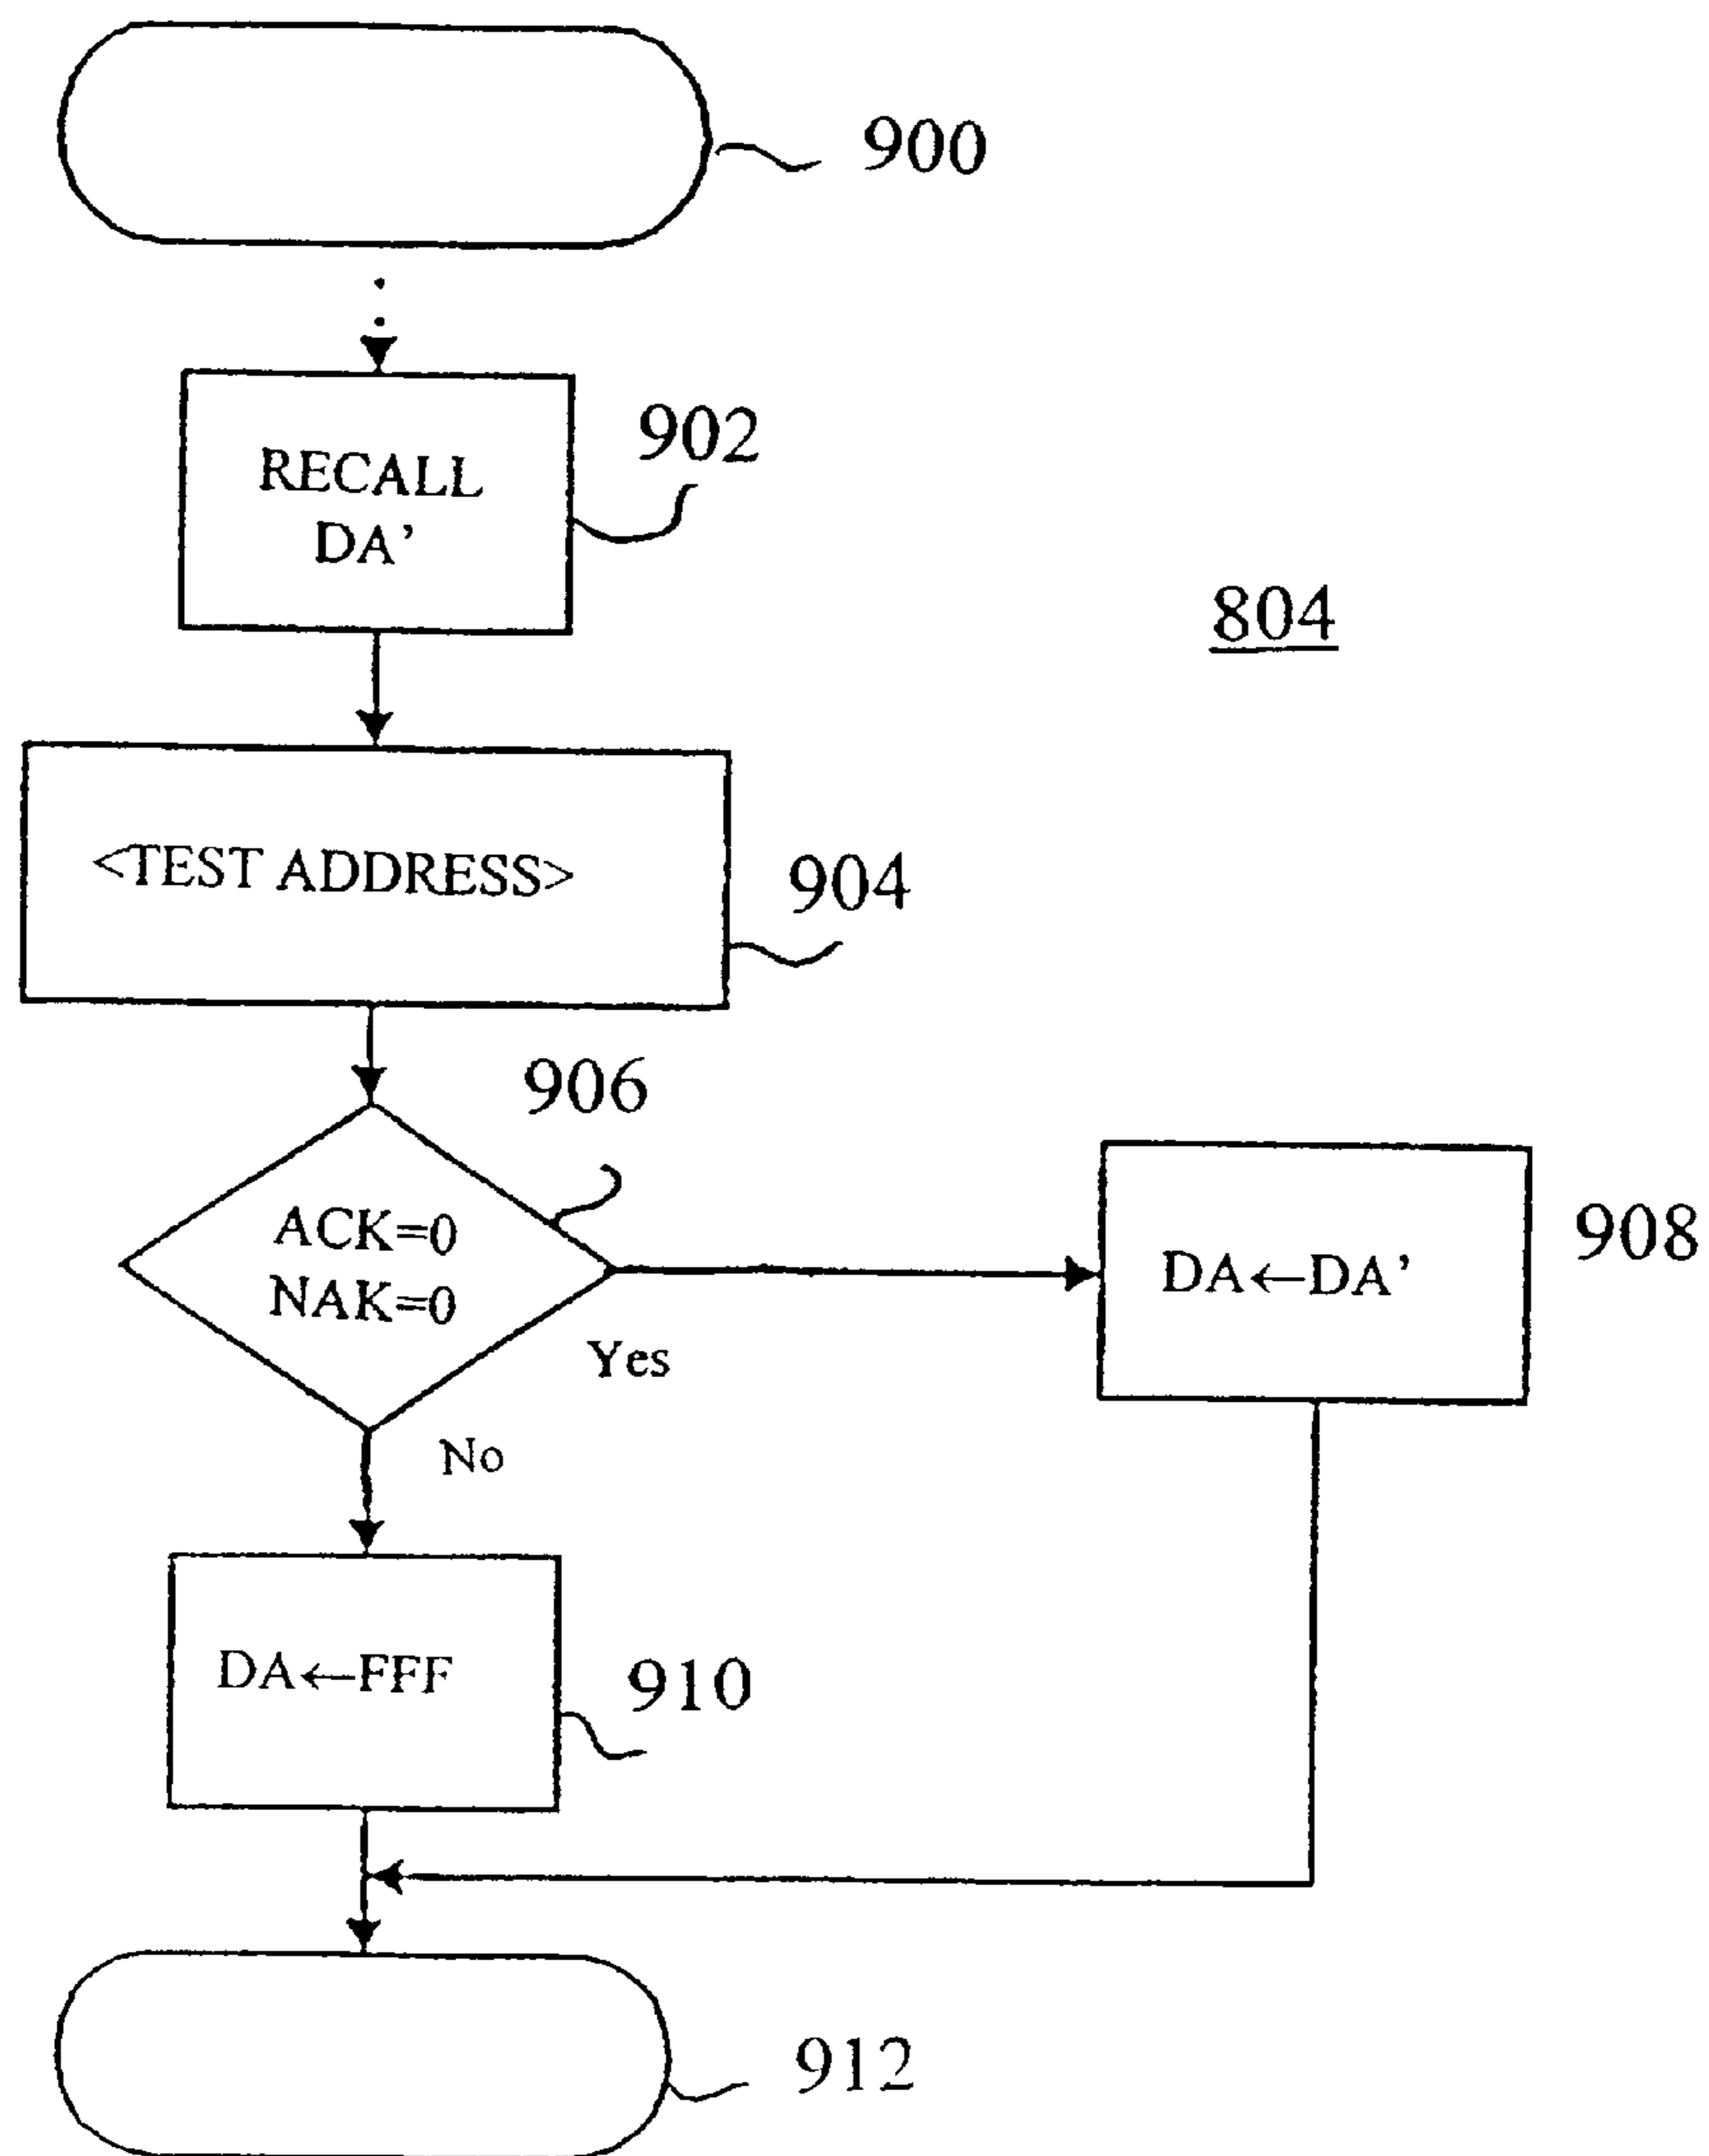 900
902
RECALL
DA’
804
<TEST ADDRESS>
904
906
ACK=0
NAK=0
Yes
908
DA←DA’
No
DA←FFF
910
912